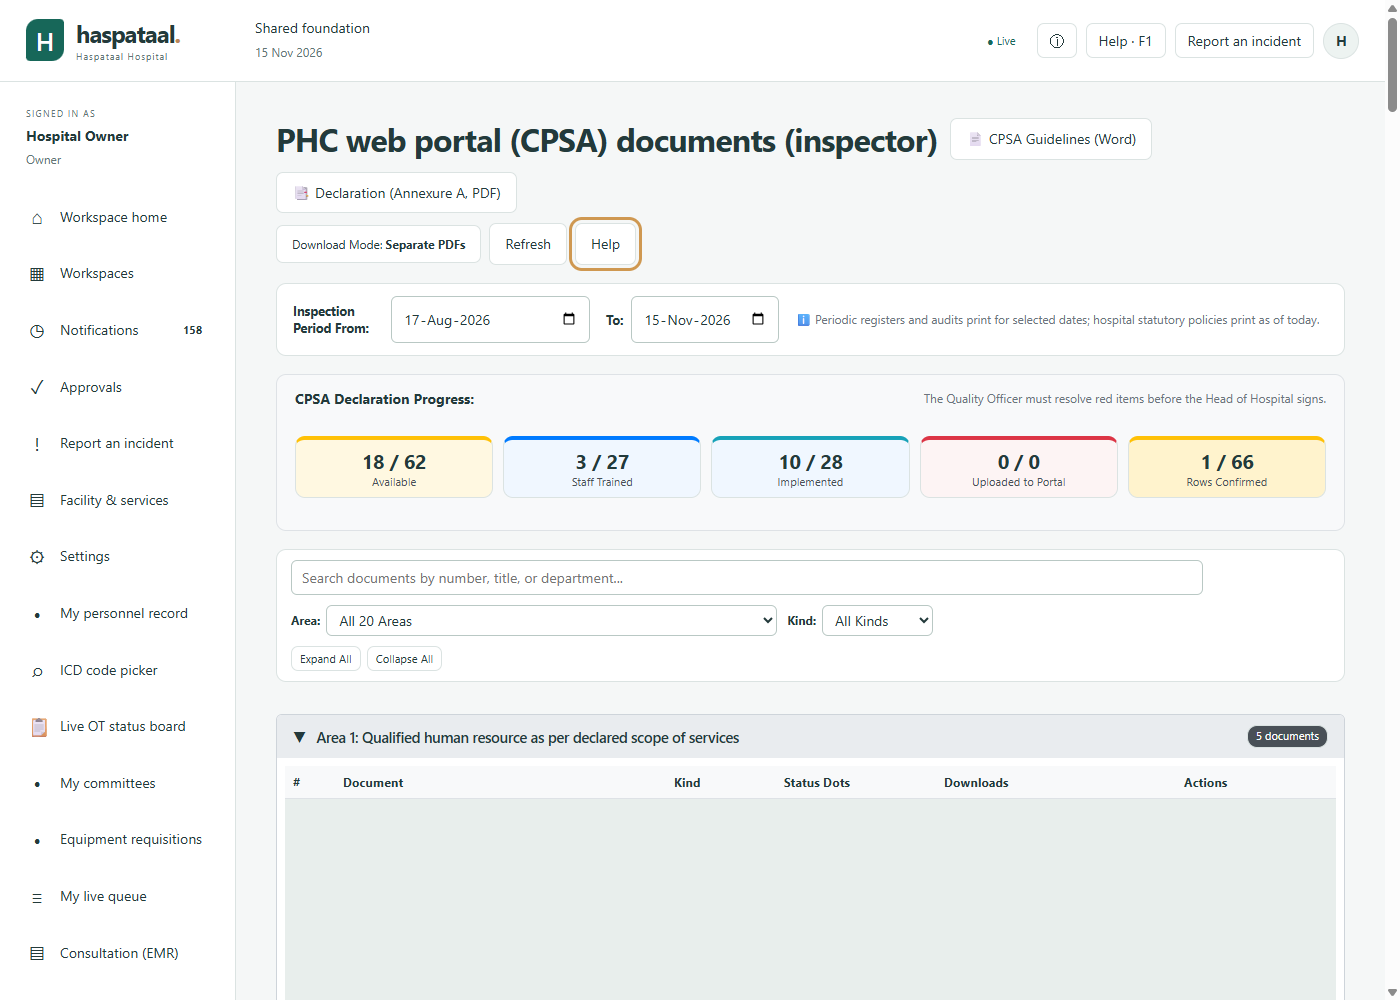 H
haspataal.
Haspataal Hospital
Shared foundation
15 Nov 2026
Live
Help · F1
Report an incident
H
SIGNED IN AS
Hospital Owner
Owner
Workspace home
Workspaces
Notifications 158
Approvals
Report an incident
Facility & services
Settings
My personnel record
ICD code picker
Live OT status board
My committees
Equipment requisitions
My live queue
Consultation (EMR)
PHC web portal (CPSA) documents (inspector)
CPSA Guidelines (Word)
Declaration (Annexure A, PDF)
Download Mode: Separate PDFs
Refresh
Help
Inspection
Period From:
17-Aug-2026
To:
15-Nov-2026
Periodic registers and audits print for selected dates; hospital statutory policies print as of today.
CPSA Declaration Progress:
The Quality Officer must resolve red items before the Head of Hospital signs.
18 / 62
Available
3 / 27
Staff Trained
10 / 28
Implemented
0 / 0
Uploaded to Portal
1 / 66
Rows Confirmed
Search documents by number, title, or department...
Area: All 20 Areas
Kind: All Kinds
Expand All
Collapse All
Area 1: Qualified human resource as per declared scope of services
5 documents
# Document Kind Status Dots Downloads Actions